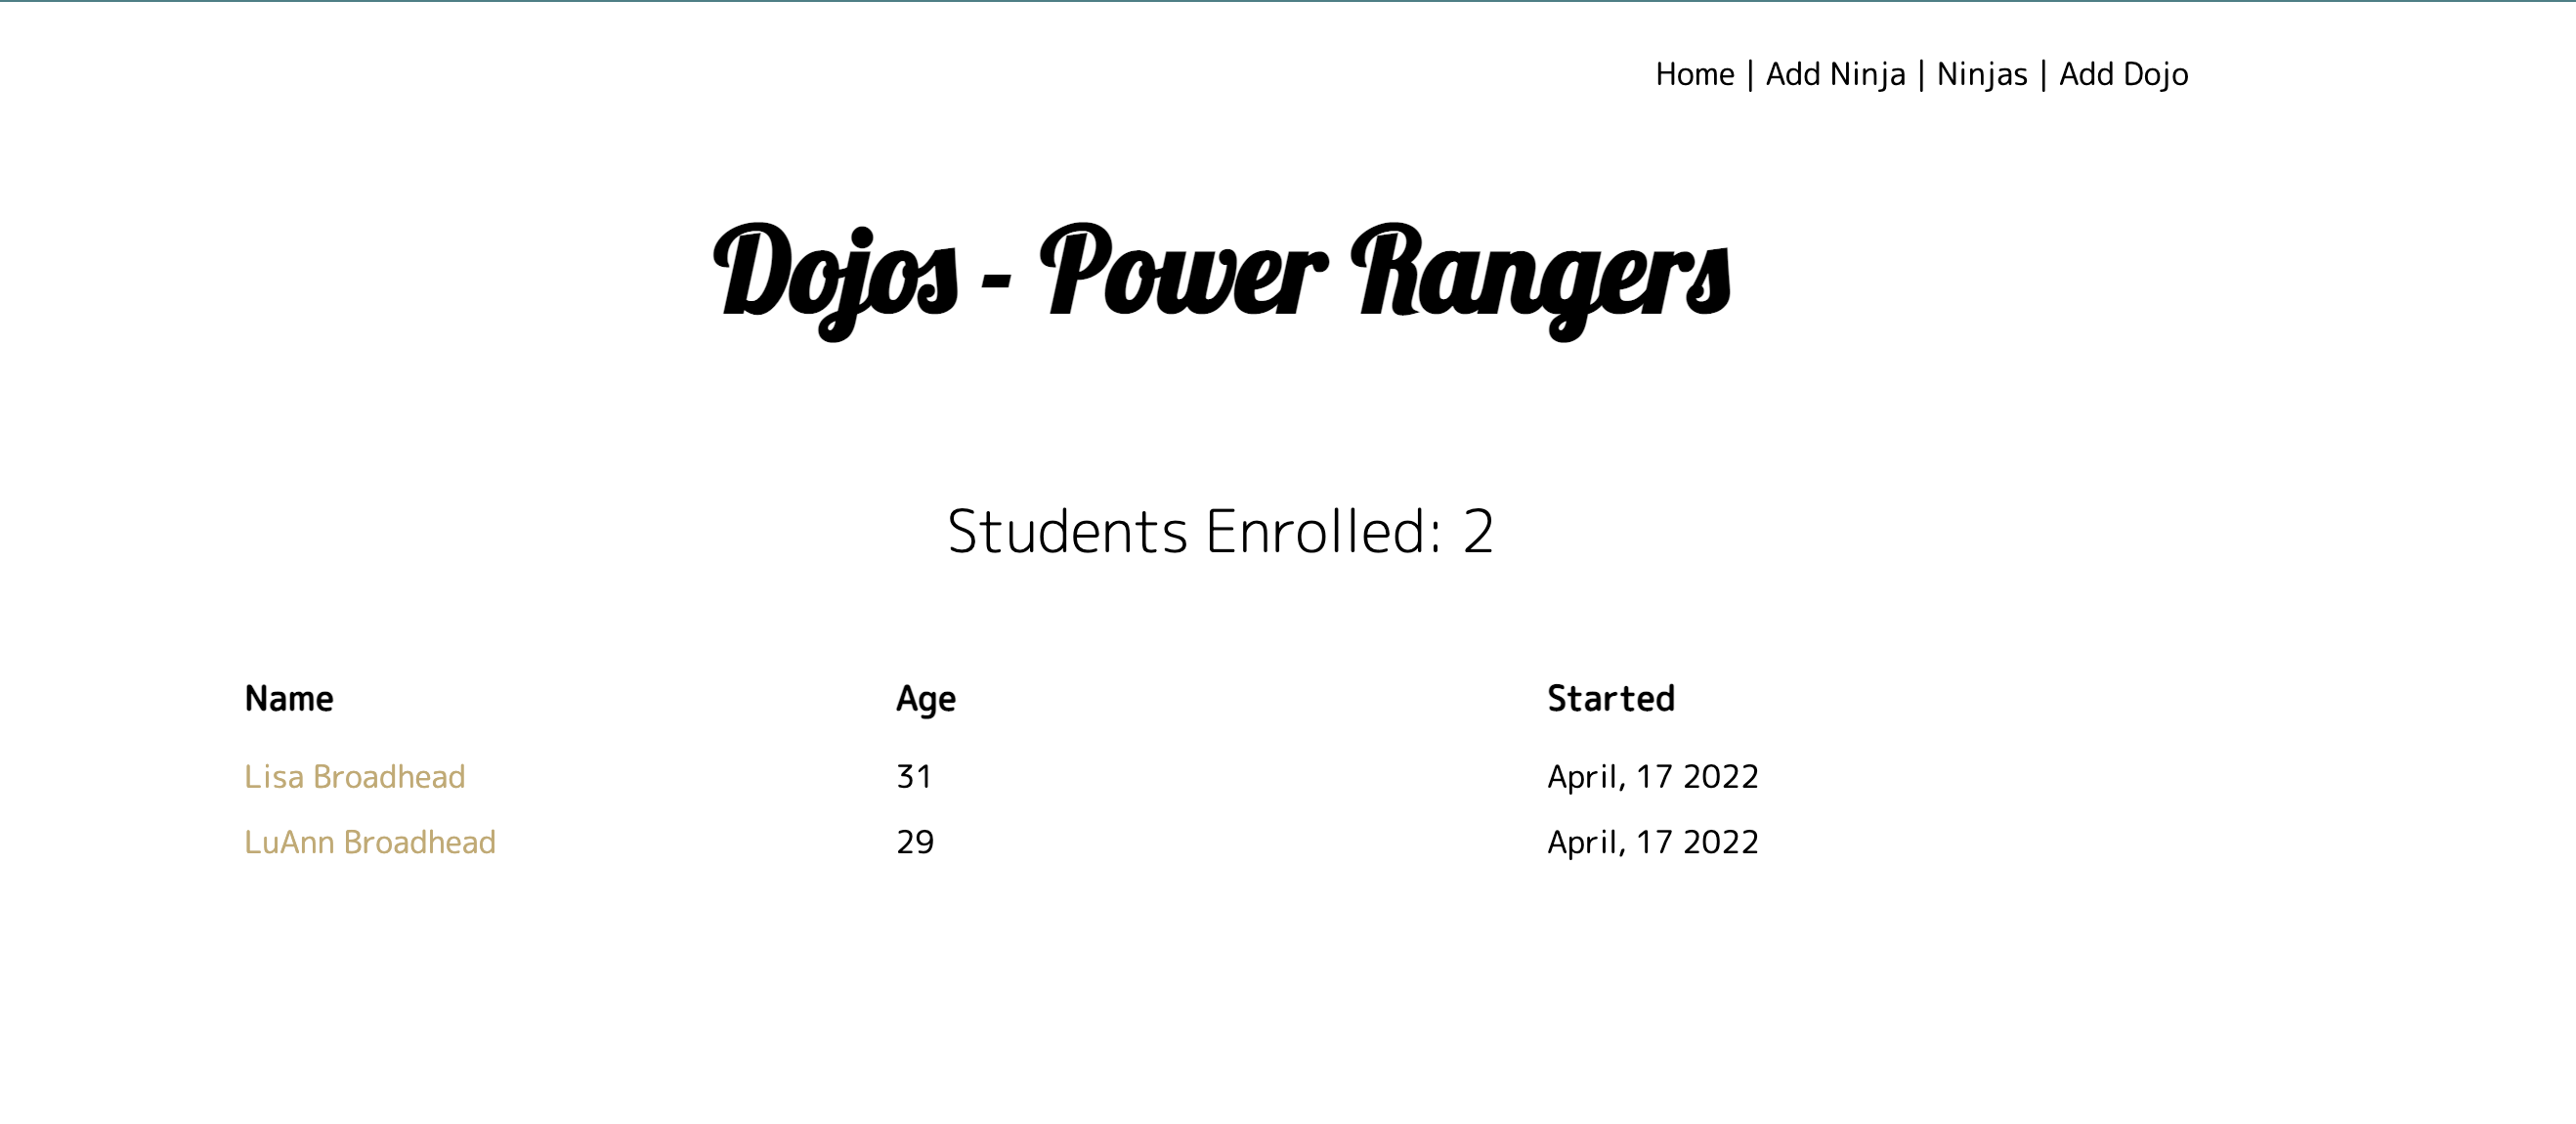 Home | Add Ninja | Ninjas | Add Dojo
Dojos - Power Rangers
Students Enrolled: 2
Name Age Started
Lisa Broadhead 31 April, 17 2022
LuAnn Broadhead 29 April, 17 2022